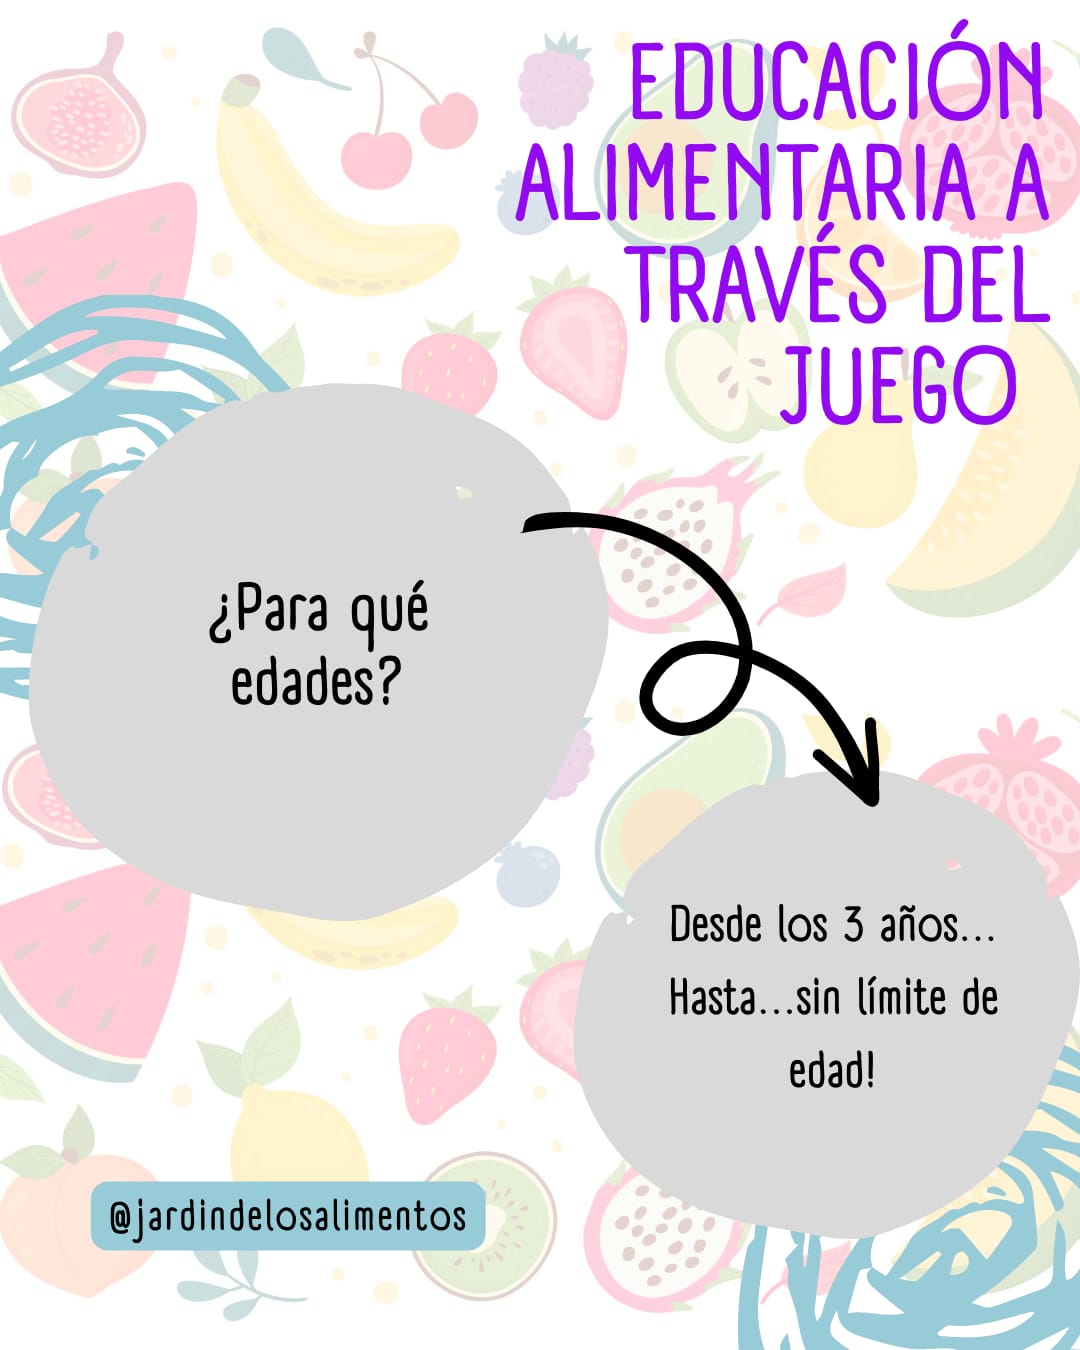 EDUCACIÓN
ALIMENTARIA A
TRAVÉS DEL
JUEGO
¿Para qué
edades?
Desde los 3 años...
Hasta...sin límite de
edad!
@jardindelosalimentos